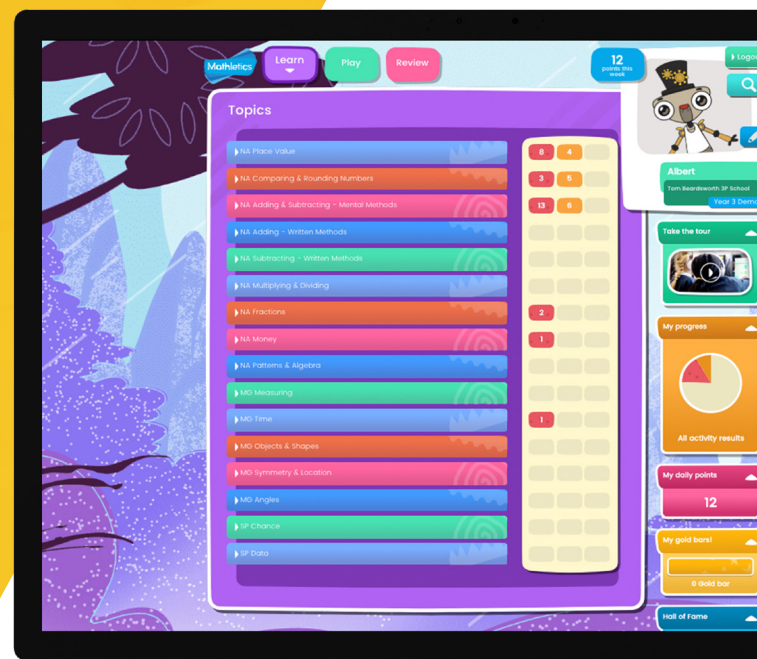 Mathletics
Learn
Play
Review
12
points this
week
Logou
Topics
NA Place Value
8 4
NA Comparing & Rounding Numbers
3 5
NA Adding & Subtracting - Mental Methods
13 6
NA Adding - Written Methods
NA Subtracting - Written Methods
NA Multiplying & Dividing
NA Fractions
2
NA Money
1
NA Patterns & Algebra
MG Measuring
MG Time
1
MG Objects & Shapes
MG Symmetry & Location
MG Angles
SP Chance
SP Data
Albert
Tom Beardsworth 3P School
Year 3 Demo
Take the tour
My progress
All activity results
My daily points
12
My gold bars!
0 Gold bar
Hall of Fame